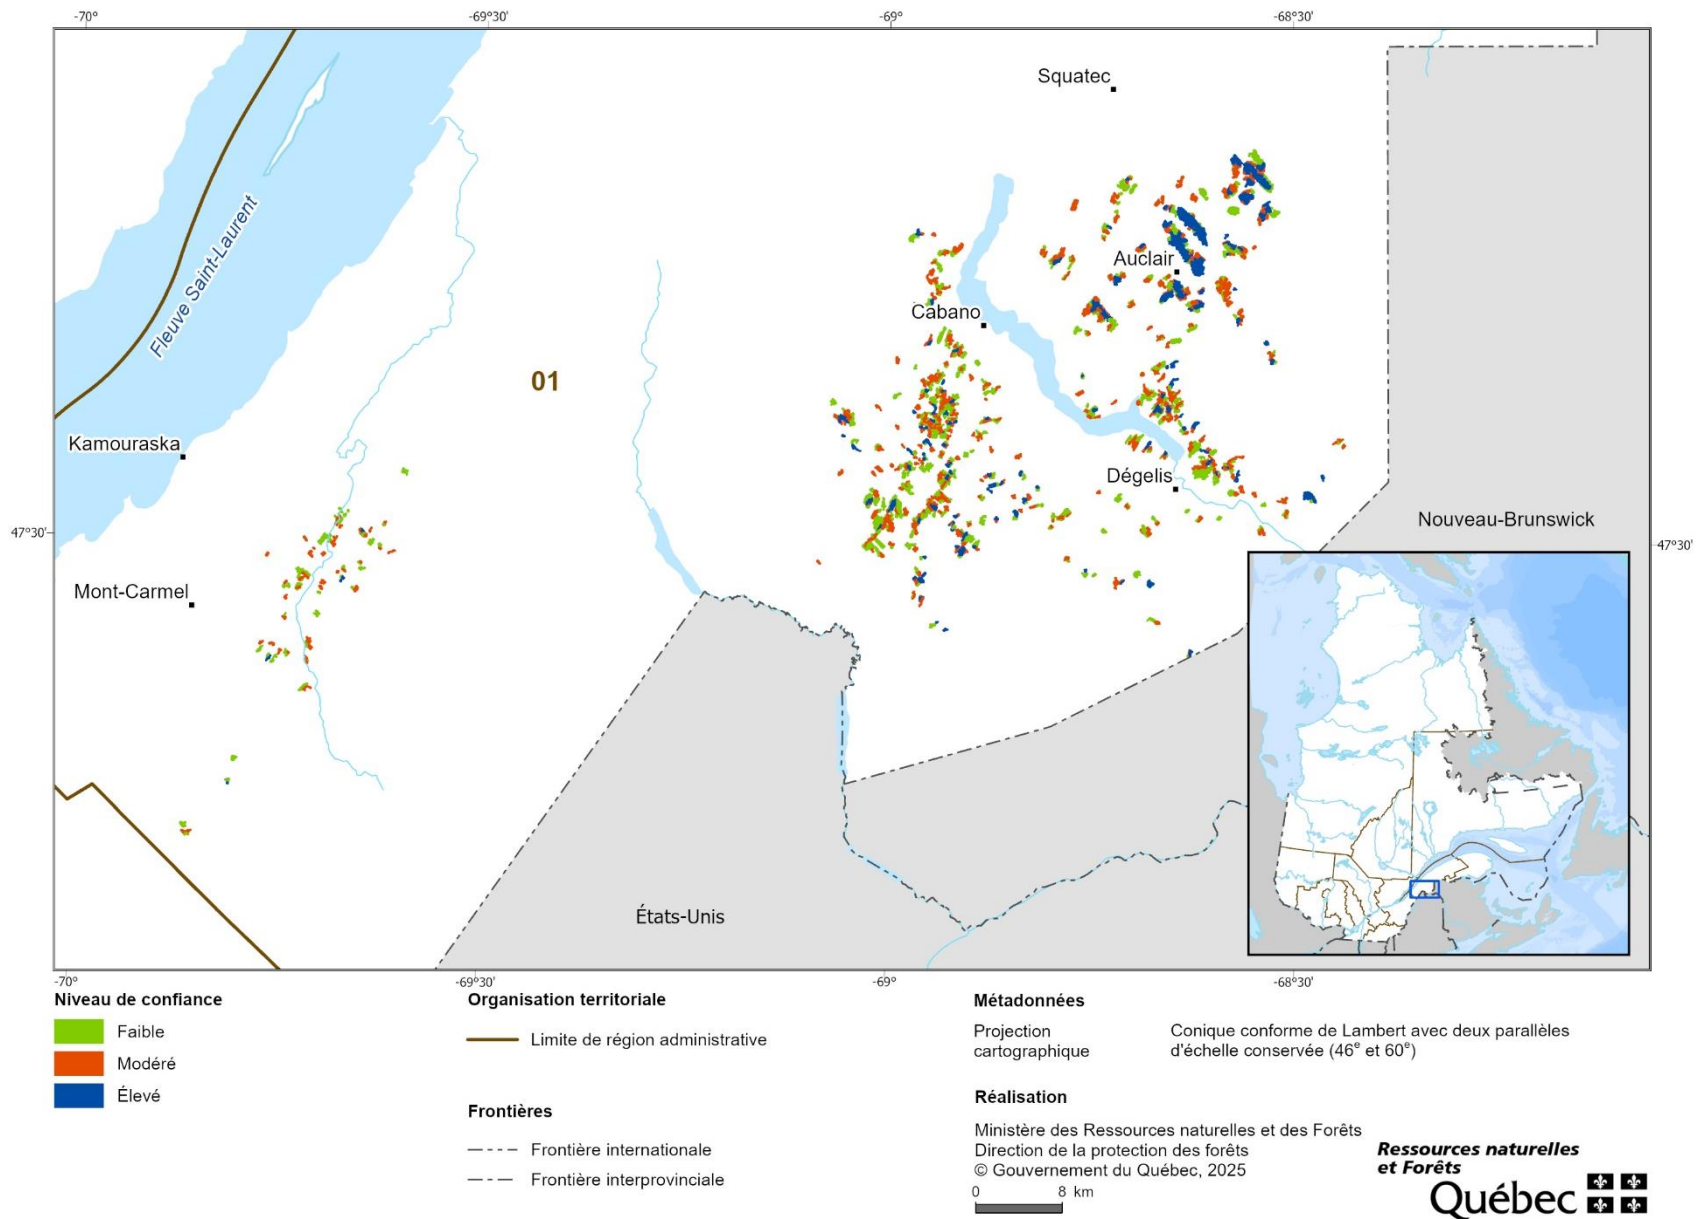 -70°
-69°30'
-69°
-68°30'
Squatec
Fleuve Saint-Laurent
Auclair
Cabano
01
Kamouraska
Dégelis
Nouveau-Brunswick
47°30'
47°30'
Mont-Carmel
États-Unis
-70°
-69°30'
-69°
-68°30'
Niveau de confiance
Faible
Modéré
Élevé
Organisation territoriale
Limite de région administrative
Frontières
Frontière internationale
Frontière interprovinciale
Métadonnées
Projection
cartographique
Conique conforme de Lambert avec deux parallèles
d'échelle conservée (46e et 60e)
Réalisation
Ministère des Ressources naturelles et des Forêts
Direction de la protection des forêts
© Gouvernement du Québec, 2025
0 8 km
Ressources naturelles
et Forêts
Québec